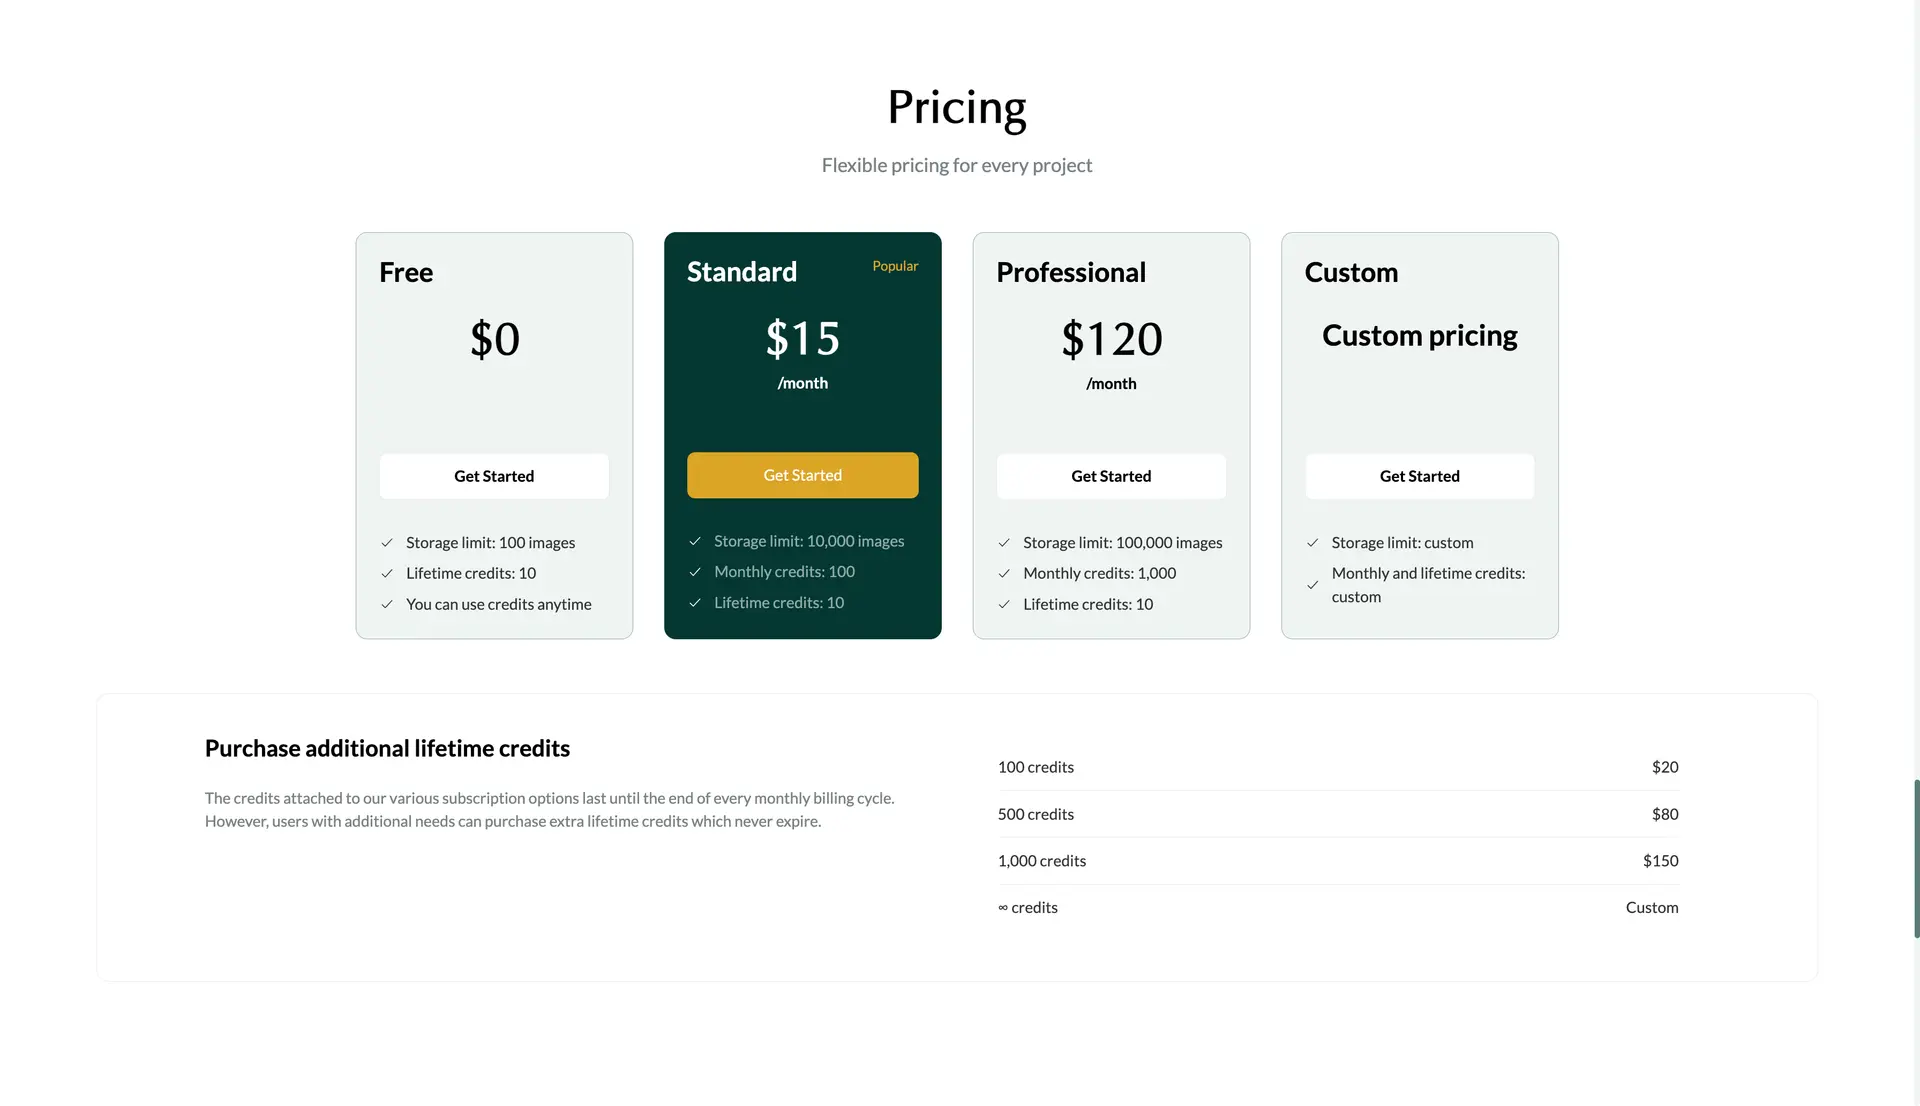 Pricing
Flexible pricing for every project
Free
$0
Get Started
Storage limit: 100 images
Lifetime credits: 10
You can use credits anytime
Standard
Popular
$15
/month
Get Started
Storage limit: 10,000 images
Monthly credits: 100
Lifetime credits: 10
Professional
$120
/month
Get Started
Storage limit: 100,000 images
Monthly credits: 1,000
Lifetime credits: 10
Custom
Custom pricing
Get Started
Storage limit: custom
Monthly and lifetime credits:
custom
Purchase additional lifetime credits
The credits attached to our various subscription options last until the end of every monthly billing cycle.
However, users with additional needs can purchase extra lifetime credits which never expire.
100 credits $20
500 credits $80
1,000 credits $150
∞ credits Custom